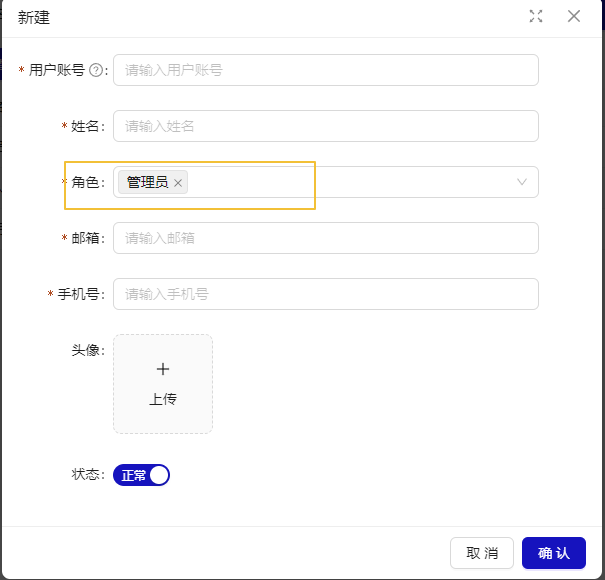 新建
* 用户账号 ? :
请输入用户账号
* 姓名:
请输入姓名
* 角色:
管理员 ×
* 邮箱:
请输入邮箱
* 手机号:
请输入手机号
头像:
+
上传
状态:
正常
取 消
确 认